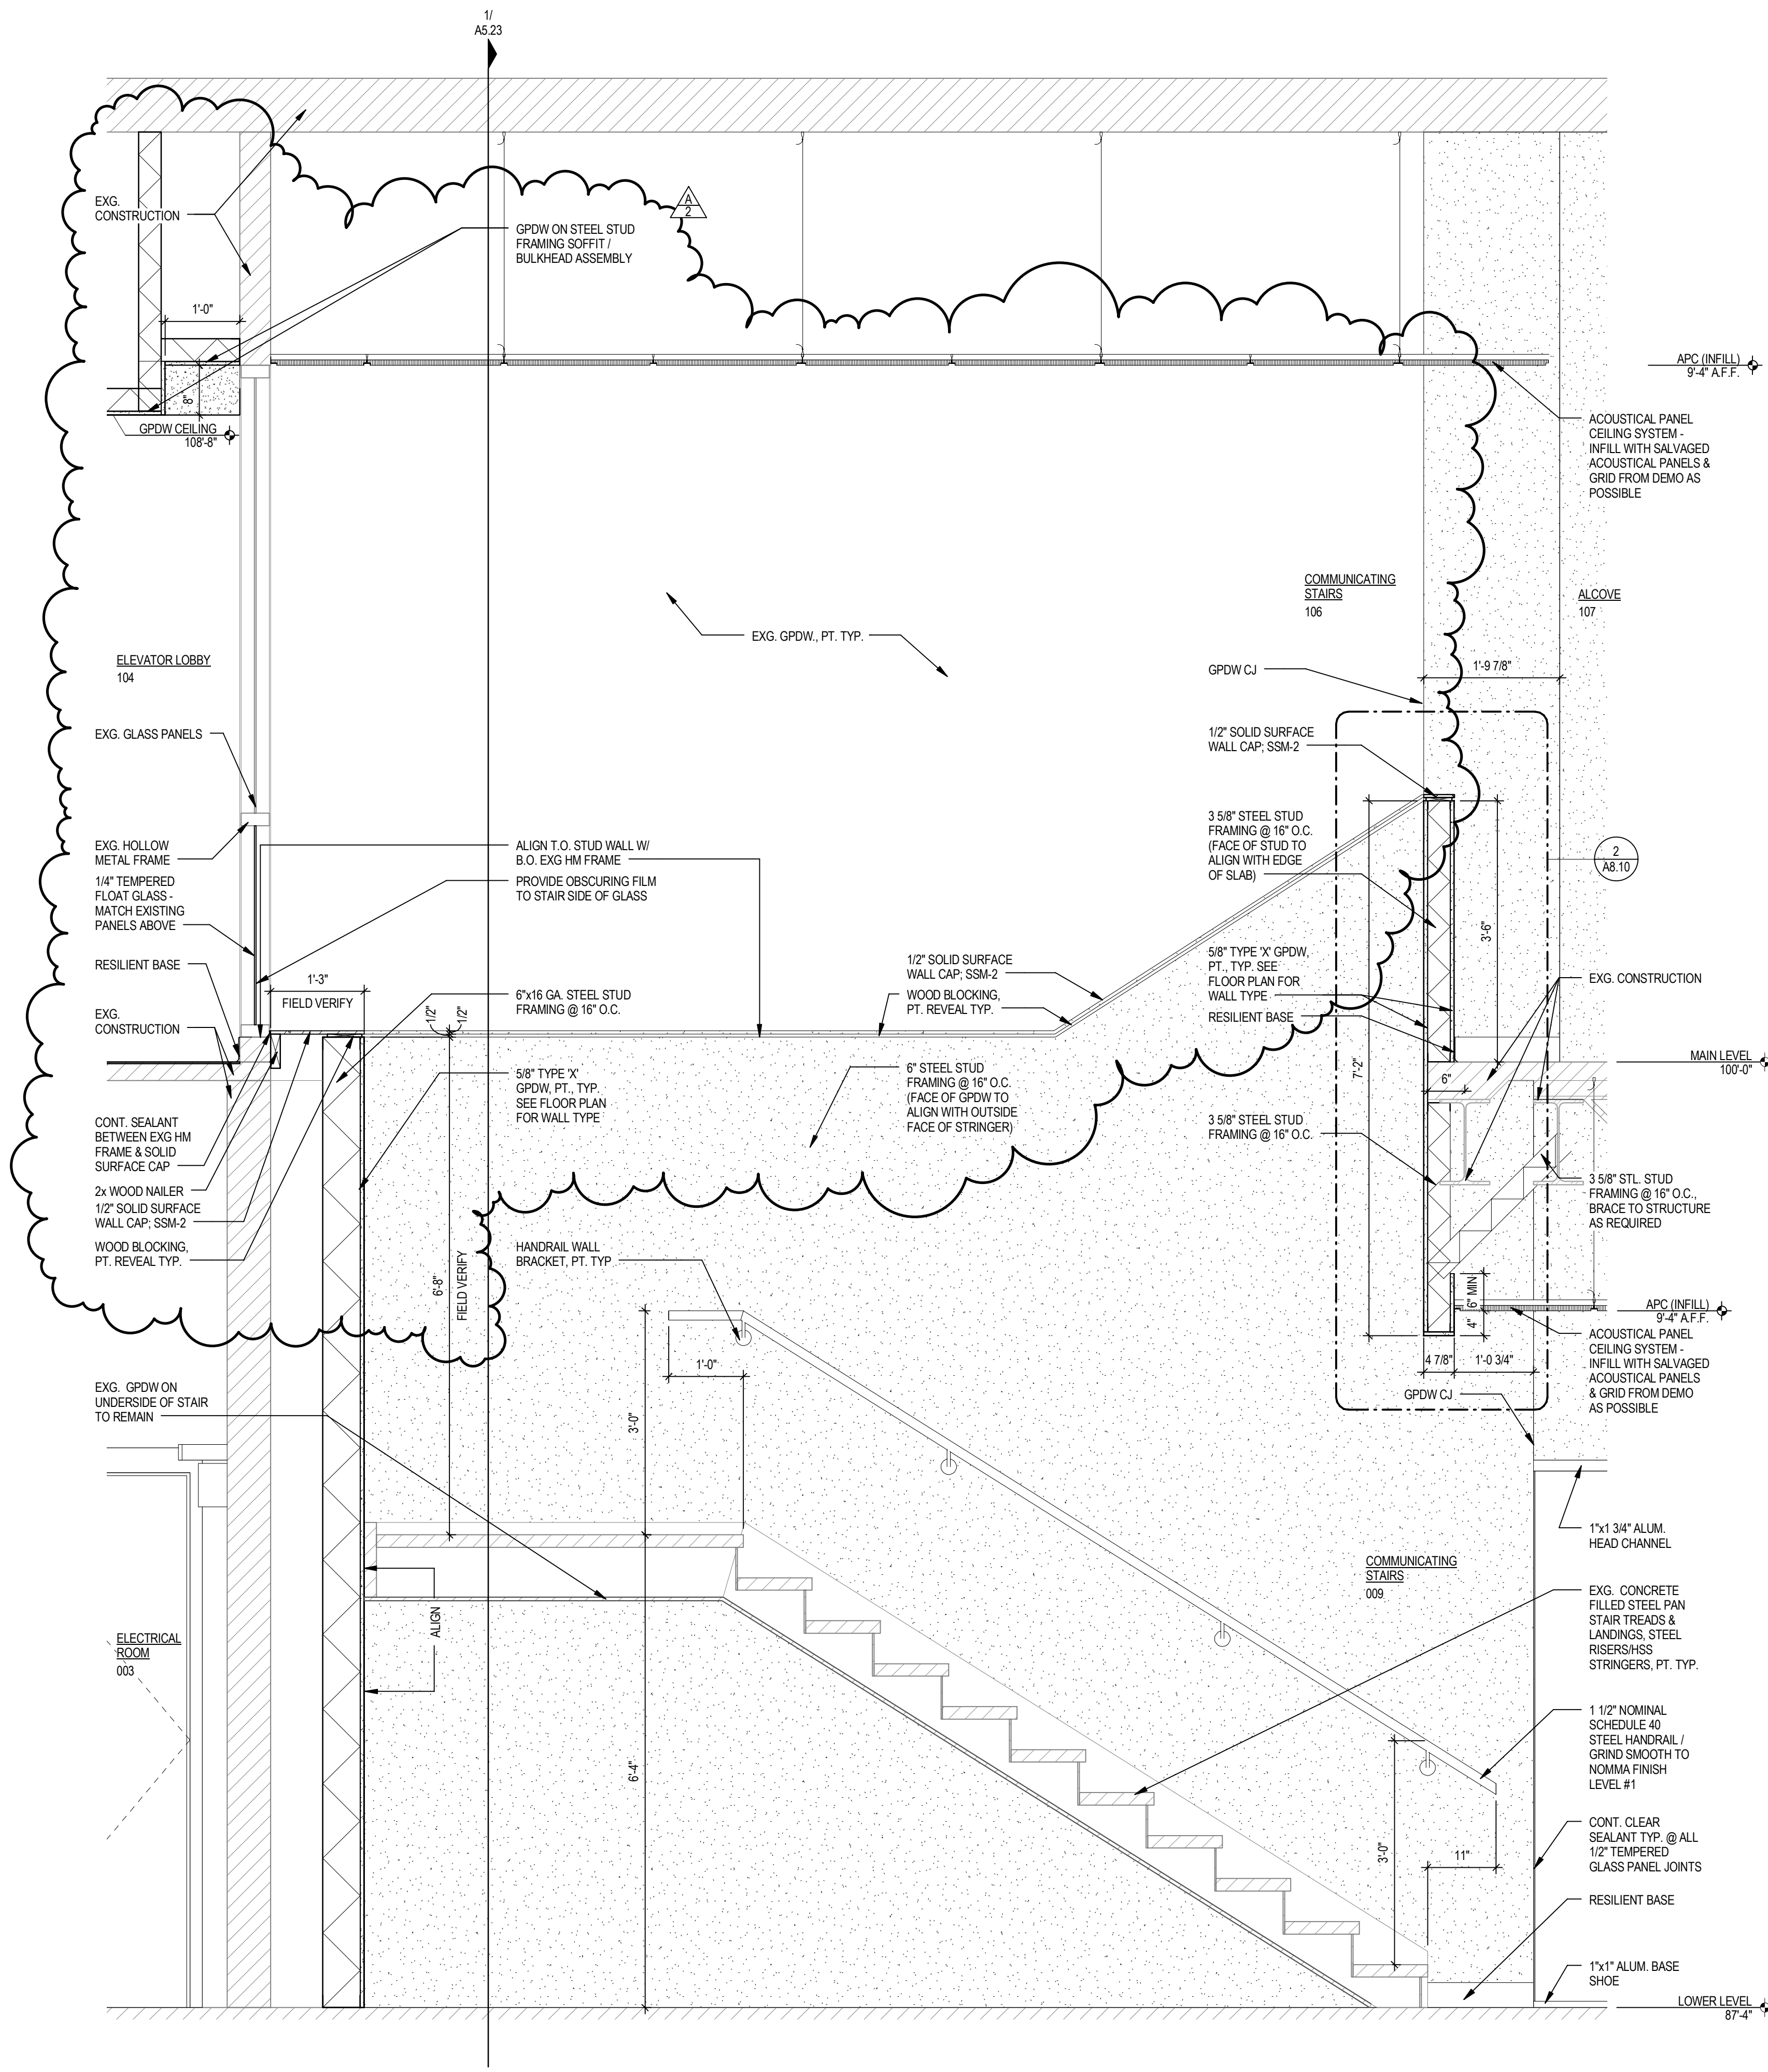 1/
A5.23
EXG.
CONSTRUCTION
A
2
GPDW ON STEEL STUD
FRAMING SOFFIT /
BULKHEAD ASSEMBLY
1'-0"
8"
GPDW CEILING
108'-8"
APC (INFILL)
9'-4" A.F.F.
ACOUSTICAL PANEL
CEILING SYSTEM -
INFILL WITH SALVAGED
ACOUSTICAL PANELS &
GRID FROM DEMO AS
POSSIBLE
COMMUNICATING
STAIRS
106
ALCOVE
107
EXG. GPDW., PT. TYP.
ELEVATOR LOBBY
104
GPDW CJ
1'-9 7/8"
EXG. GLASS PANELS
1/2" SOLID SURFACE
WALL CAP; SSM-2
3 5/8" STEEL STUD
FRAMING @ 16" O.C.
(FACE OF STUD TO
ALIGN WITH EDGE
OF SLAB)
EXG. HOLLOW
METAL FRAME
ALIGN T.O. STUD WALL W/
B.O. EXG HM FRAME
2
A8.10
1/4" TEMPERED
FLOAT GLASS -
MATCH EXISTING
PANELS ABOVE
PROVIDE OBSCURING FILM
TO STAIR SIDE OF GLASS
3'-6"
RESILIENT BASE
1'-3"
FIELD VERIFY
1/2" SOLID SURFACE
WALL CAP; SSM-2
5/8" TYPE 'X' GPDW,
PT., TYP. SEE
FLOOR PLAN FOR
WALL TYPE
EXG. CONSTRUCTION
6"x16 GA. STEEL STUD
FRAMING @ 16" O.C.
1/2"
1/2"
WOOD BLOCKING,
PT. REVEAL TYP.
RESILIENT BASE
EXG.
CONSTRUCTION
MAIN LEVEL
100'-0"
7'-2"
6"
5/8" TYPE 'X'
GPDW, PT., TYP.
SEE FLOOR PLAN
FOR WALL TYPE
6" STEEL STUD
FRAMING @ 16" O.C.
(FACE OF GPDW TO
ALIGN WITH OUTSIDE
FACE OF STRINGER)
3 5/8" STEEL STUD
FRAMING @ 16" O.C.
CONT. SEALANT
BETWEEN EXG HM
FRAME & SOLID
SURFACE CAP
2x WOOD NAILER
1/2" SOLID SURFACE
WALL CAP; SSM-2
WOOD BLOCKING,
PT. REVEAL TYP.
3 5/8" STL. STUD
FRAMING @ 16" O.C.,
BRACE TO STRUCTURE
AS REQUIRED
HANDRAIL WALL
BRACKET, PT. TYP
6'-8"
FIELD VERIFY
6" MIN
4"
APC (INFILL)
9'-4" A.F.F.
ACOUSTICAL PANEL
CEILING SYSTEM -
INFILL WITH SALVAGED
ACOUSTICAL PANELS
& GRID FROM DEMO
AS POSSIBLE
1'-0"
4 7/8"
1'-0 3/4"
GPDW CJ
EXG.  GPDW ON
UNDERSIDE OF STAIR
TO REMAIN
3'-0"
1"x1 3/4" ALUM.
HEAD CHANNEL
COMMUNICATING
STAIRS
009
EXG.  CONCRETE
FILLED STEEL PAN
STAIR TREADS &
LANDINGS, STEEL
RISERS/HSS
STRINGERS, PT. TYP.
ALIGN
ELECTRICAL
ROOM
003
1 1/2" NOMINAL
SCHEDULE 40
STEEL HANDRAIL /
GRIND SMOOTH TO
NOMMA FINISH
LEVEL #1
6'-4"
3'-0"
11"
CONT. CLEAR
SEALANT TYP. @ ALL
1/2" TEMPERED
GLASS PANEL JOINTS
RESILIENT BASE
1"x1" ALUM. BASE
SHOE
LOWER LEVEL
87'-4"